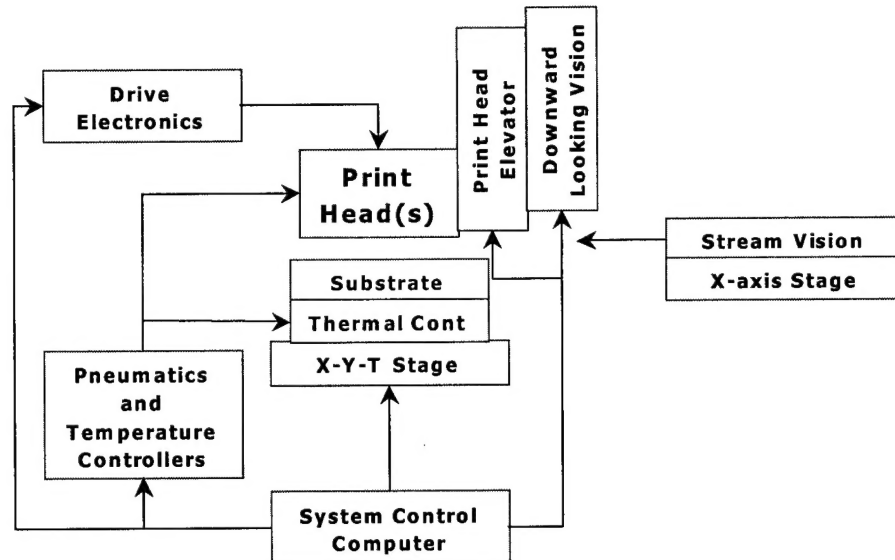 Drive
Electronics
Print
Head(s)
Print Head
Elevator
Downward
Looking Vision
Stream Vision
X-axis Stage
Substrate
Thermal Cont
X-Y-T Stage
Pneumatics
and
Temperature
Controllers
System Control
Computer